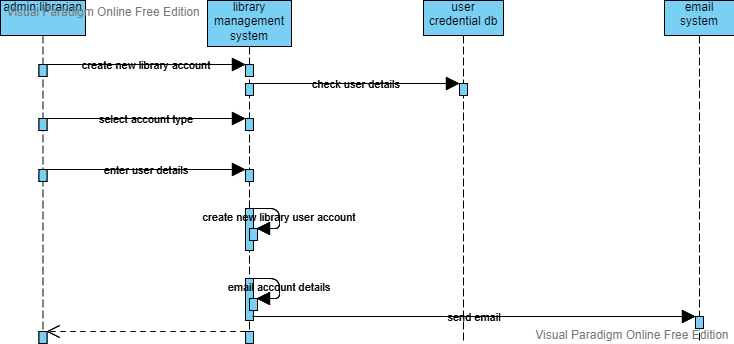 admin:librarian
Visual Paradigm Online Free Edition
library
management
system
user
credential db
email
system
create new library account
check user details
select account type
enter user details
create new library user account
email account details
send email
Visual Paradigm Online Free Edition